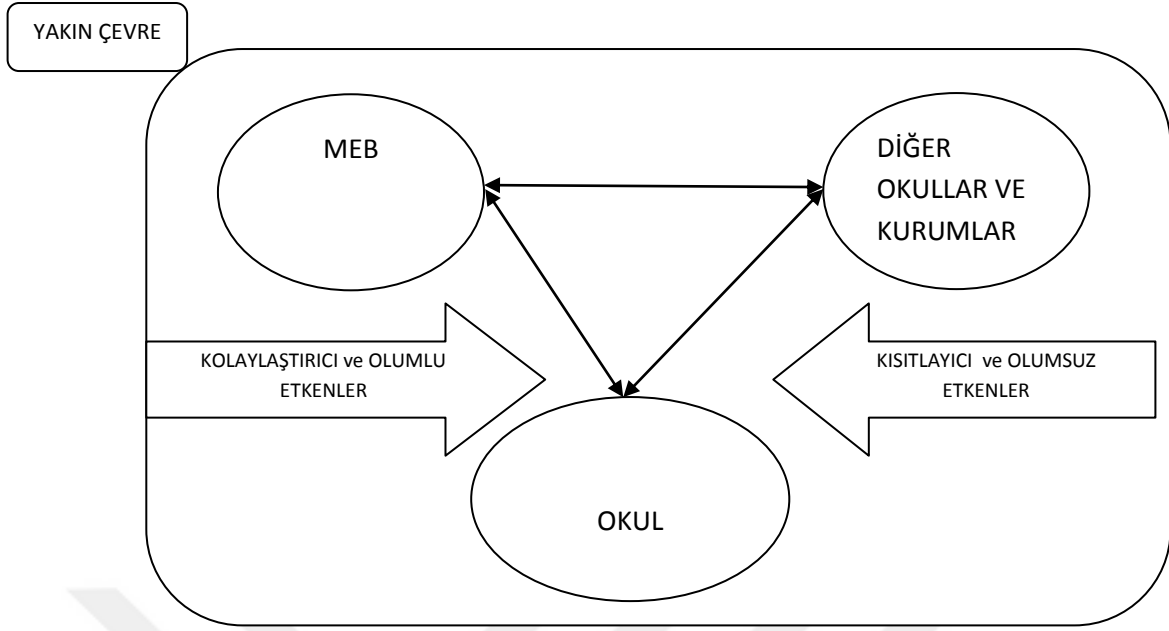 YAKIN ÇEVRE
MEB
DİĞER
OKULLAR VE
KURUMLAR
KOLAYLAŞTIRICI ve OLUMLU
ETKENLER
KISITLAYICI ve OLUMSUZ
ETKENLER
OKUL